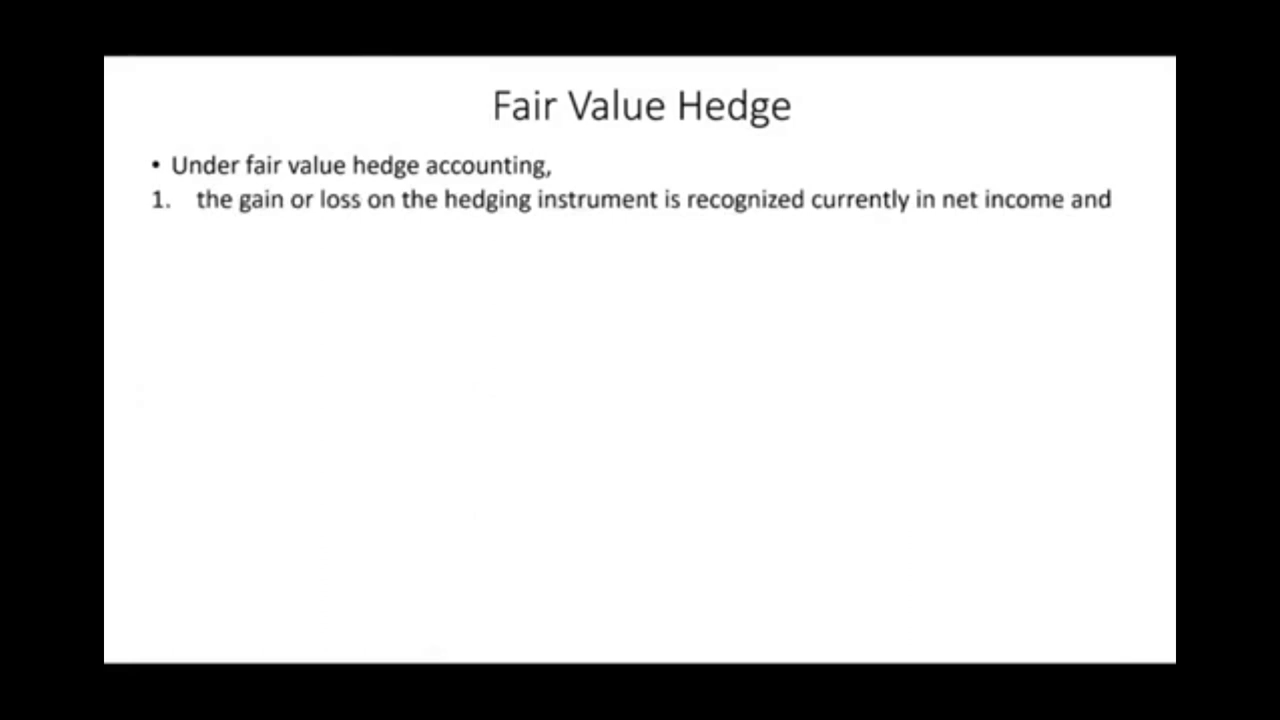 Fair Value Hedge
• Under fair value hedge accounting,
1. the gain or loss on the hedging instrument is recognized currently in net income and